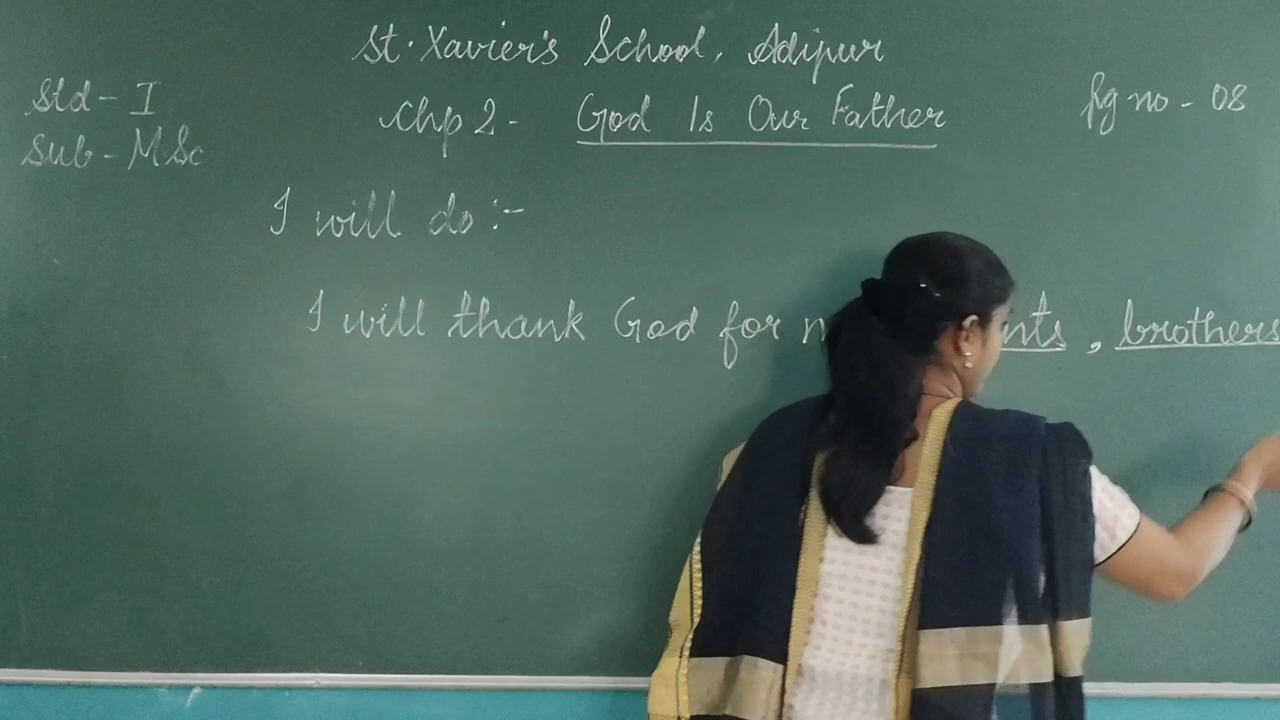 St. Xavier's School, Adipur
Std - I
Chp 2 - God Is Our Father
Pg no - 08
Sub - M Sc
I will do :-
I will thank God for , brothers